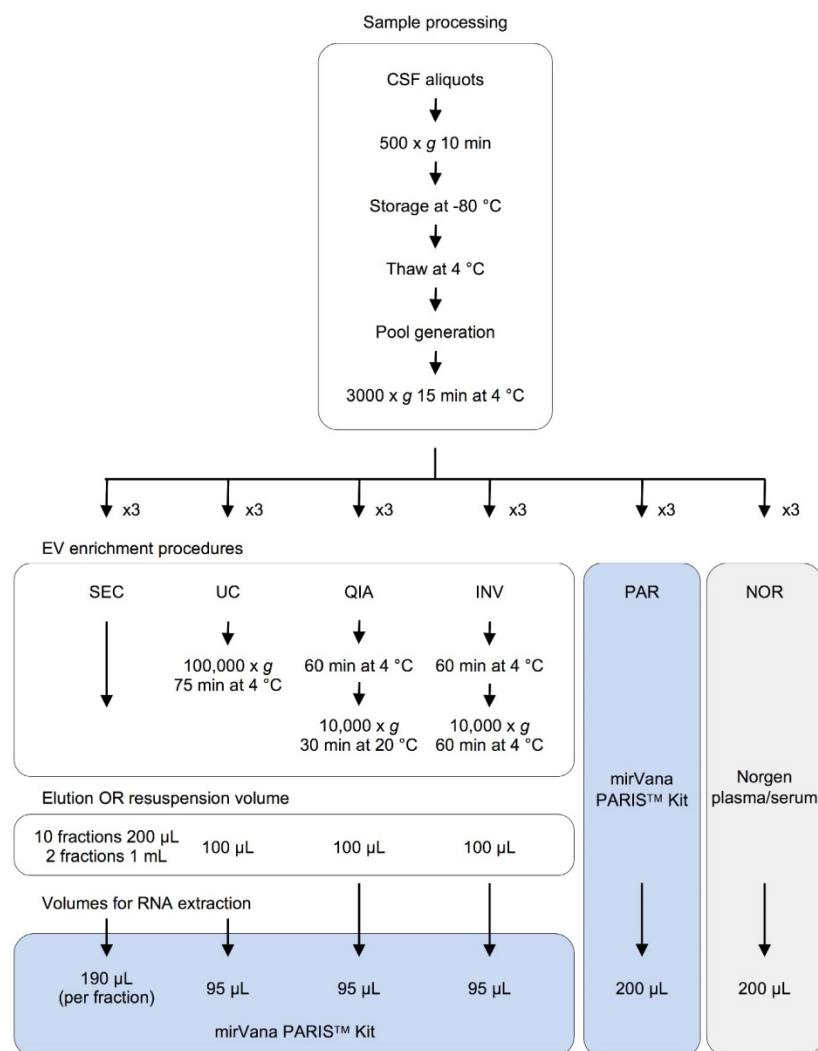 Sample processing
CSF aliquots
500 x g 10 min
Storage at -80 °C
Thaw at 4 °C
Pool generation
3000 x g 15 min at 4 °C
x3 x3 x3 x3 x3 x3
EV enrichment procedures
SEC UC QIA INV PAR NOR
100,000 x g
75 min at 4 °C
60 min at 4 °C
10,000 x g
30 min at 20 °C
60 min at 4 °C
10,000 x g
60 min at 4 °C
mirVana
PARIS™ Kit
Norgen
plasma/serum
Elution OR resuspension volume
10 fractions 200 µL
2 fractions 1 mL
100 µL 100 µL 100 µL
Volumes for RNA extraction
190 µL
(per fraction)
95 µL 95 µL 95 µL 200 µL 200 µL
mirVana PARIS™ Kit